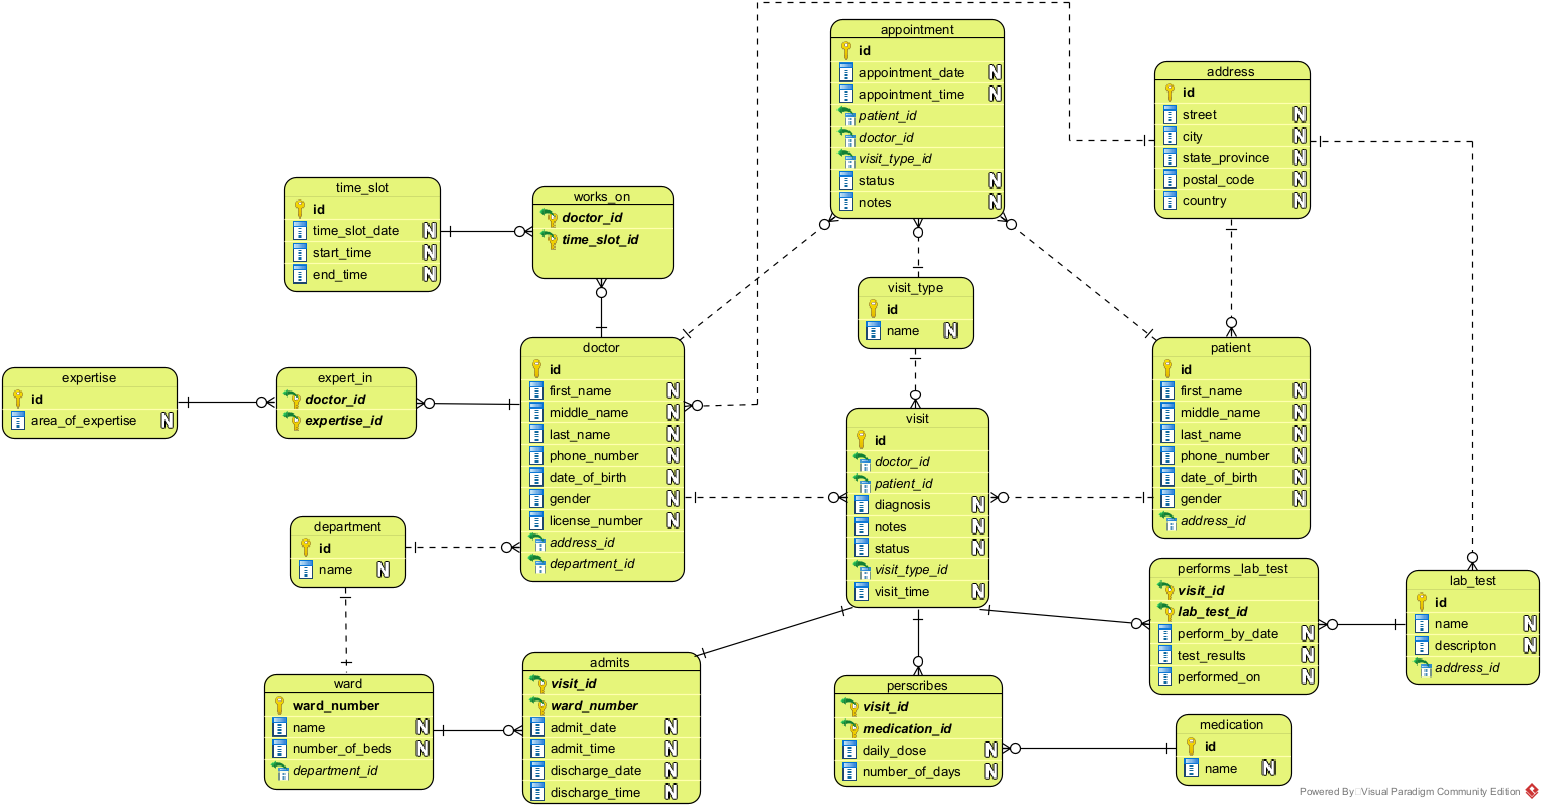 appointment
id
appointment_date N
appointment_time N
patient_id
doctor_id
visit_type_id
status N
notes N
address
id
street N
city N
state_province N
postal_code N
country N
time_slot
id
time_slot_date N
start_time N
end_time N
works_on
doctor_id
time_slot_id
visit_type
id
name N
expertise
id
area_of_expertise N
expert_in
doctor_id
expertise_id
doctor
id
first_name N
middle_name N
last_name N
phone_number N
date_of_birth N
gender N
license_number N
address_id
department_id
patient
id
first_name N
middle_name N
last_name N
phone_number N
date_of_birth N
gender N
address_id
visit
id
doctor_id
patient_id
diagnosis N
notes N
status N
visit_type_id
visit_time N
department
id
name N
performs _lab_test
visit_id
lab_test_id
perform_by_date N
test_results N
performed_on N
lab_test
id
name N
descripton N
address_id
ward
ward_number
name N
number_of_beds N
department_id
admits
visit_id
ward_number
admit_date N
admit_time N
discharge_date N
discharge_time N
perscribes
visit_id
medication_id
daily_dose N
number_of_days N
medication
id
name N
Powered By Visual Paradigm Community Edition